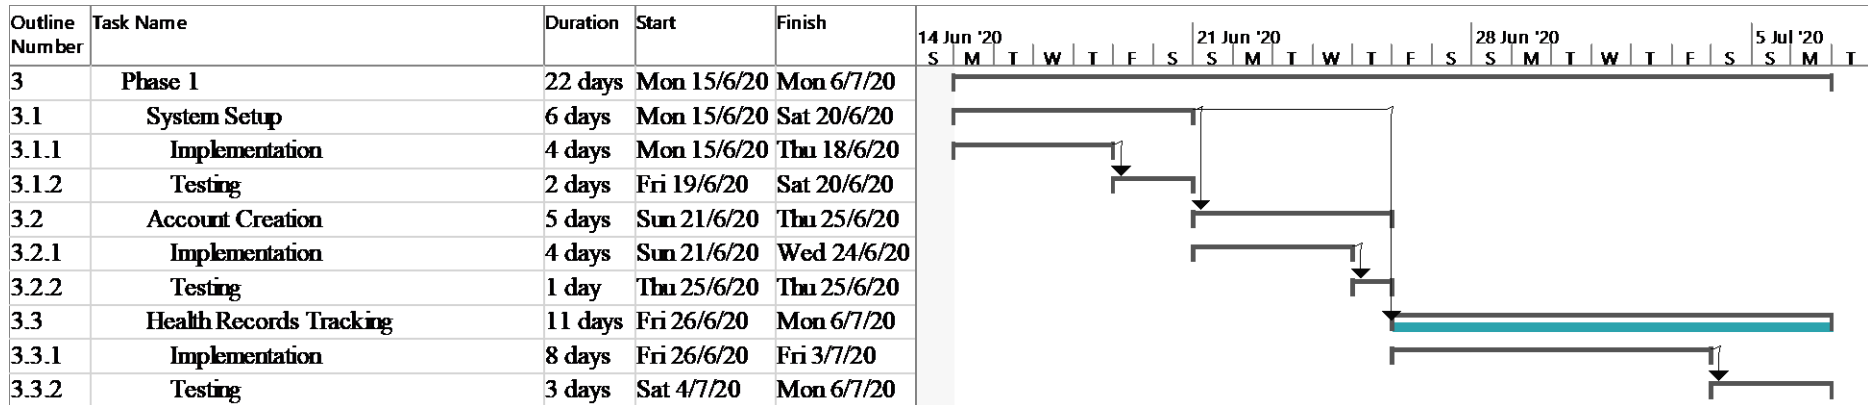 Outline Number Task Name Duration Start Finish
14 Jun '20 21 Jun '20 28 Jun '20 5 Jul '20
S M T W T F S S M T W T F S S M T W T F S S M T
3 Phase 1 22 days Mon 15/6/20 Mon 6/7/20
3.1 System Setup 6 days Mon 15/6/20 Sat 20/6/20
3.1.1 Implementation 4 days Mon 15/6/20 Thu 18/6/20
3.1.2 Testing 2 days Fri 19/6/20 Sat 20/6/20
3.2 Account Creation 5 days Sun 21/6/20 Thu 25/6/20
3.2.1 Implementation 4 days Sun 21/6/20 Wed 24/6/20
3.2.2 Testing 1 day Thu 25/6/20 Thu 25/6/20
3.3 Health Records Tracking 11 days Fri 26/6/20 Mon 6/7/20
3.3.1 Implementation 8 days Fri 26/6/20 Fri 3/7/20
3.3.2 Testing 3 days Sat 4/7/20 Mon 6/7/20